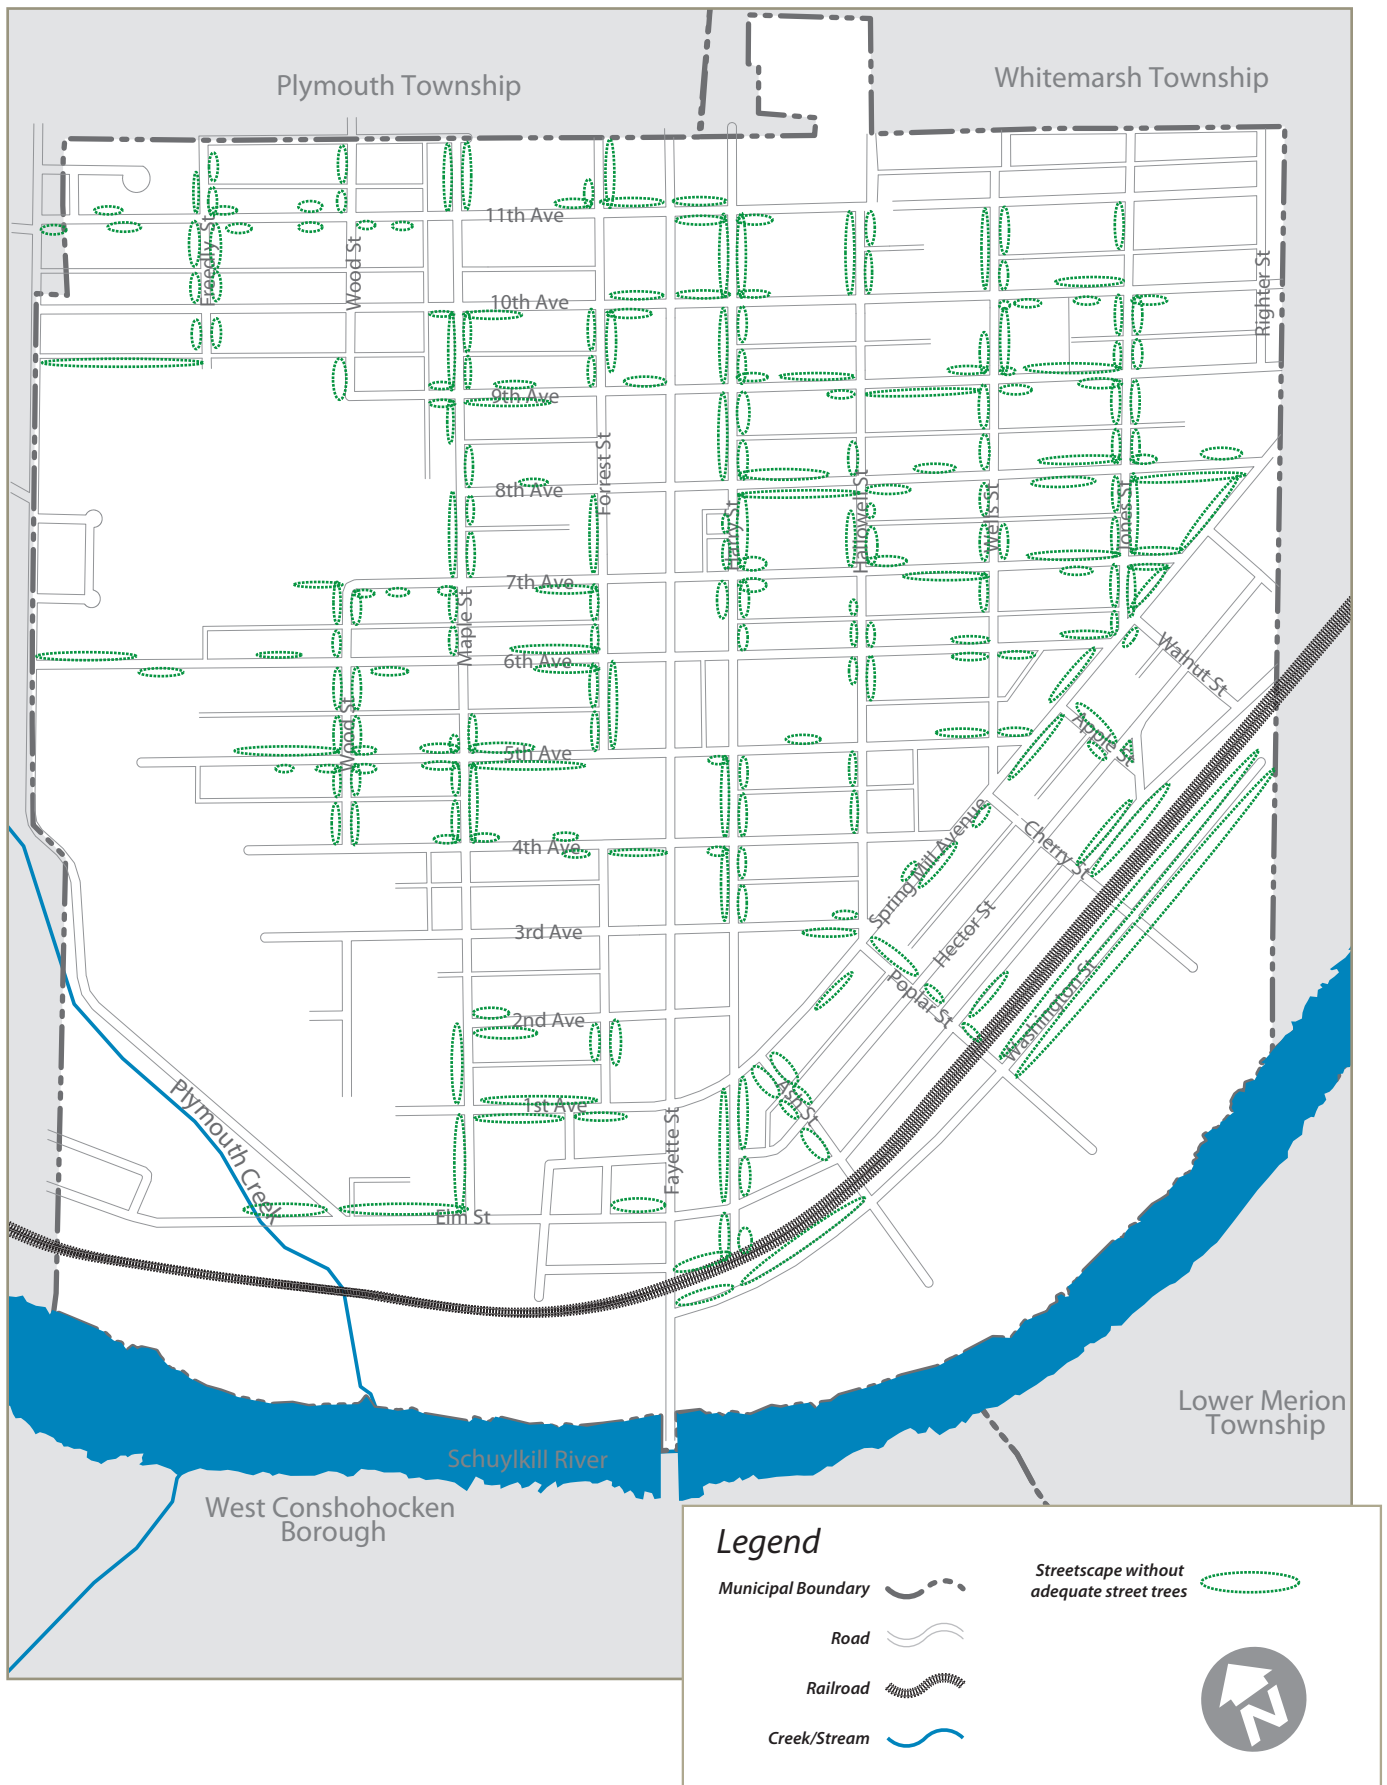 Plymouth Township
Whitemarsh Township
11th Ave
Freedly St
Wood St
Righter St
10th Ave
9th Ave
Forrest St
8th Ave
Harry St
Hallowell St
Wells St
Jones St
7th Ave
Maple St
6th Ave
Walnut St
Wood St
Apple St
5th Ave
4th Ave
Cherry St
Spring Mill Avenue
3rd Ave
Hector St
Poplar St
2nd Ave
Washington St
1st Ave
Ash St
Plymouth Creek
Fayette St
Elm St
Lower Merion
Township
Schuylkill River
West Conshohocken
Borough
Legend
Municipal Boundary
Road
Railroad
Creek/Stream
Streetscape without
adequate street trees
N